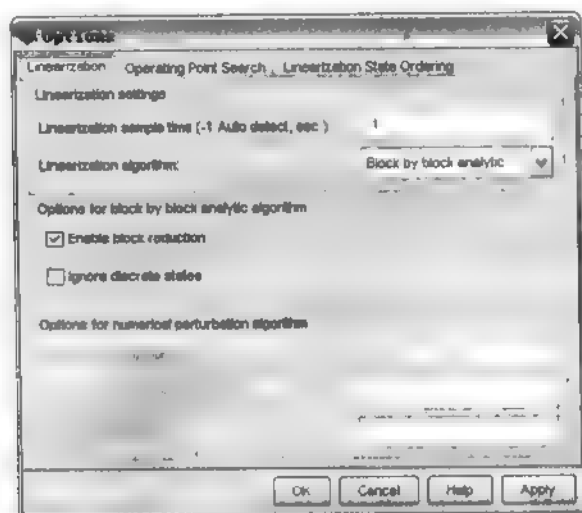 Linearization Operating Point Search Linearization State Ordering
Linearization settings
Linearization sample time (-1 Auto detect, sec )
Linearization algorithm: Block by block analytic
Options for block by block analytic algorithm
Enable block reduction
Ignore discrete states
Options for numerical perturbation algorithm
OK Cancel Help Apply